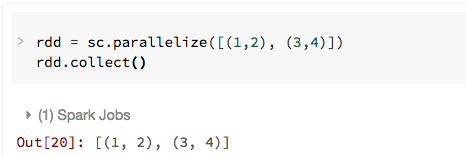 > rdd = sc.parallelize([(1,2), (3,4)])
rdd.collect()
(1) Spark Jobs
Out[20]: [(1, 2), (3, 4)]